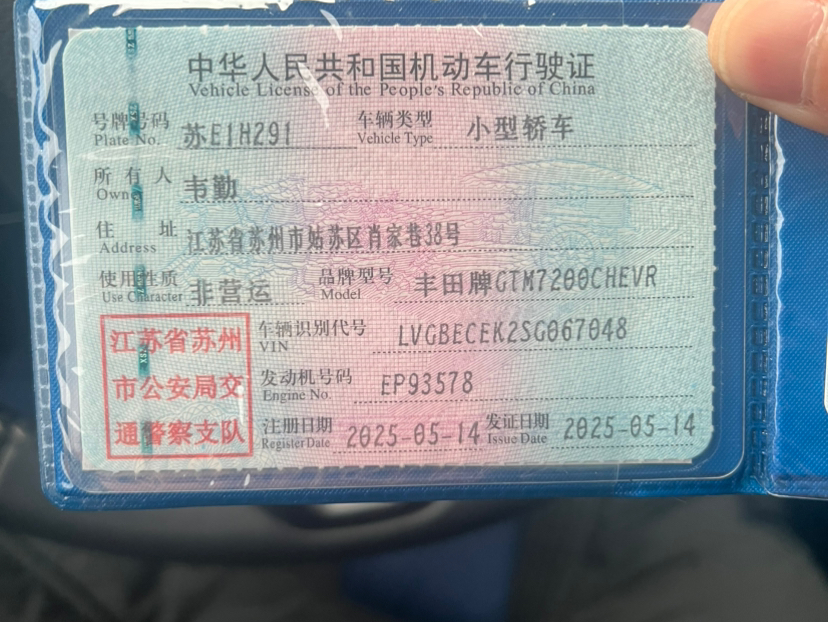 中华人民共和国机动车行驶证
Vehicle License of the People's Republic of China
号牌号码 苏E1H291 车辆类型 小型轿车
Plate No. Vehicle Type
所有人 韦勤
Owner
住址 江苏省苏州市姑苏区肖家巷38号
Address
使用性质 非营运 品牌型号 丰田牌GTM7200CHEVR
Use Character Model
江苏省苏州
市公安局交
通警察支队
车辆识别代号 LVGBECEK2SG067048
VIN
发动机号码 EP93578
Engine No.
注册日期 2025-05-14 发证日期 2025-05-14
Register Date Issue Date